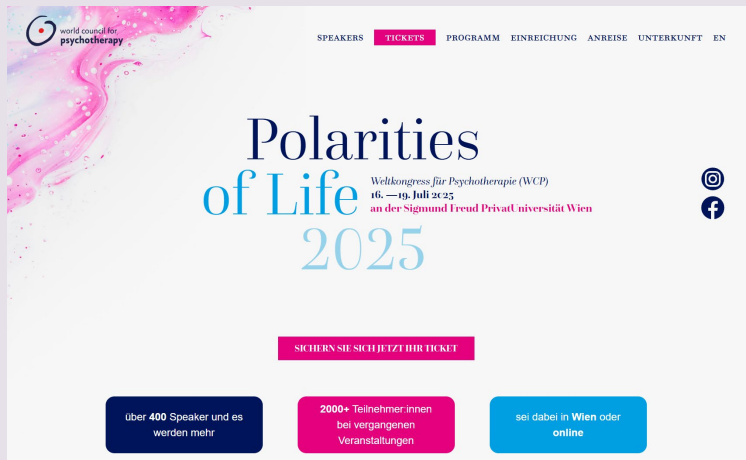 world council for
psychotherapy
SPEAKERS TICKETS PROGRAMM EINREICHUNG ANREISE UNTERKUNFT EN
Polarities
of Life
Weltkongress für Psychotherapie (WCP)
16. —19. Juli 2025
an der Sigmund Freud PrivatUniversität Wien
2025
SICHERN SIE SICH JETZT IHR TICKET
über 400 Speaker und es
werden mehr
2000+ Teilnehmer:innen
bei vergangenen
Veranstaltungen
sei dabei in Wien oder
online